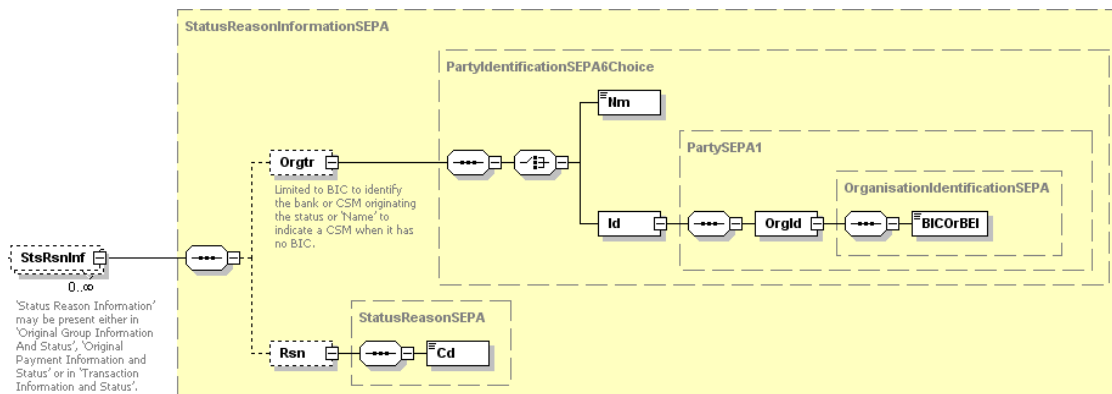 StatusReasonInformationSEPA
PartyIdentificationSEPA6Choice
Nm
PartySEPA1
Orgtr
OrganisationIdentificationSEPA
Limited to BIC to identify
the bank or CSM originating
the status or 'Name' to
indicate a CSM when it has
no BIC.
Id
OrgId
BICOrBEI
StsRsnInf
0..∞
'Status Reason Information'
may be present either in
'Original Group Information
And Status', 'Original
Payment Information and
Status' or in 'Transaction
Information and Status'.
StatusReasonSEPA
Rsn
Cd